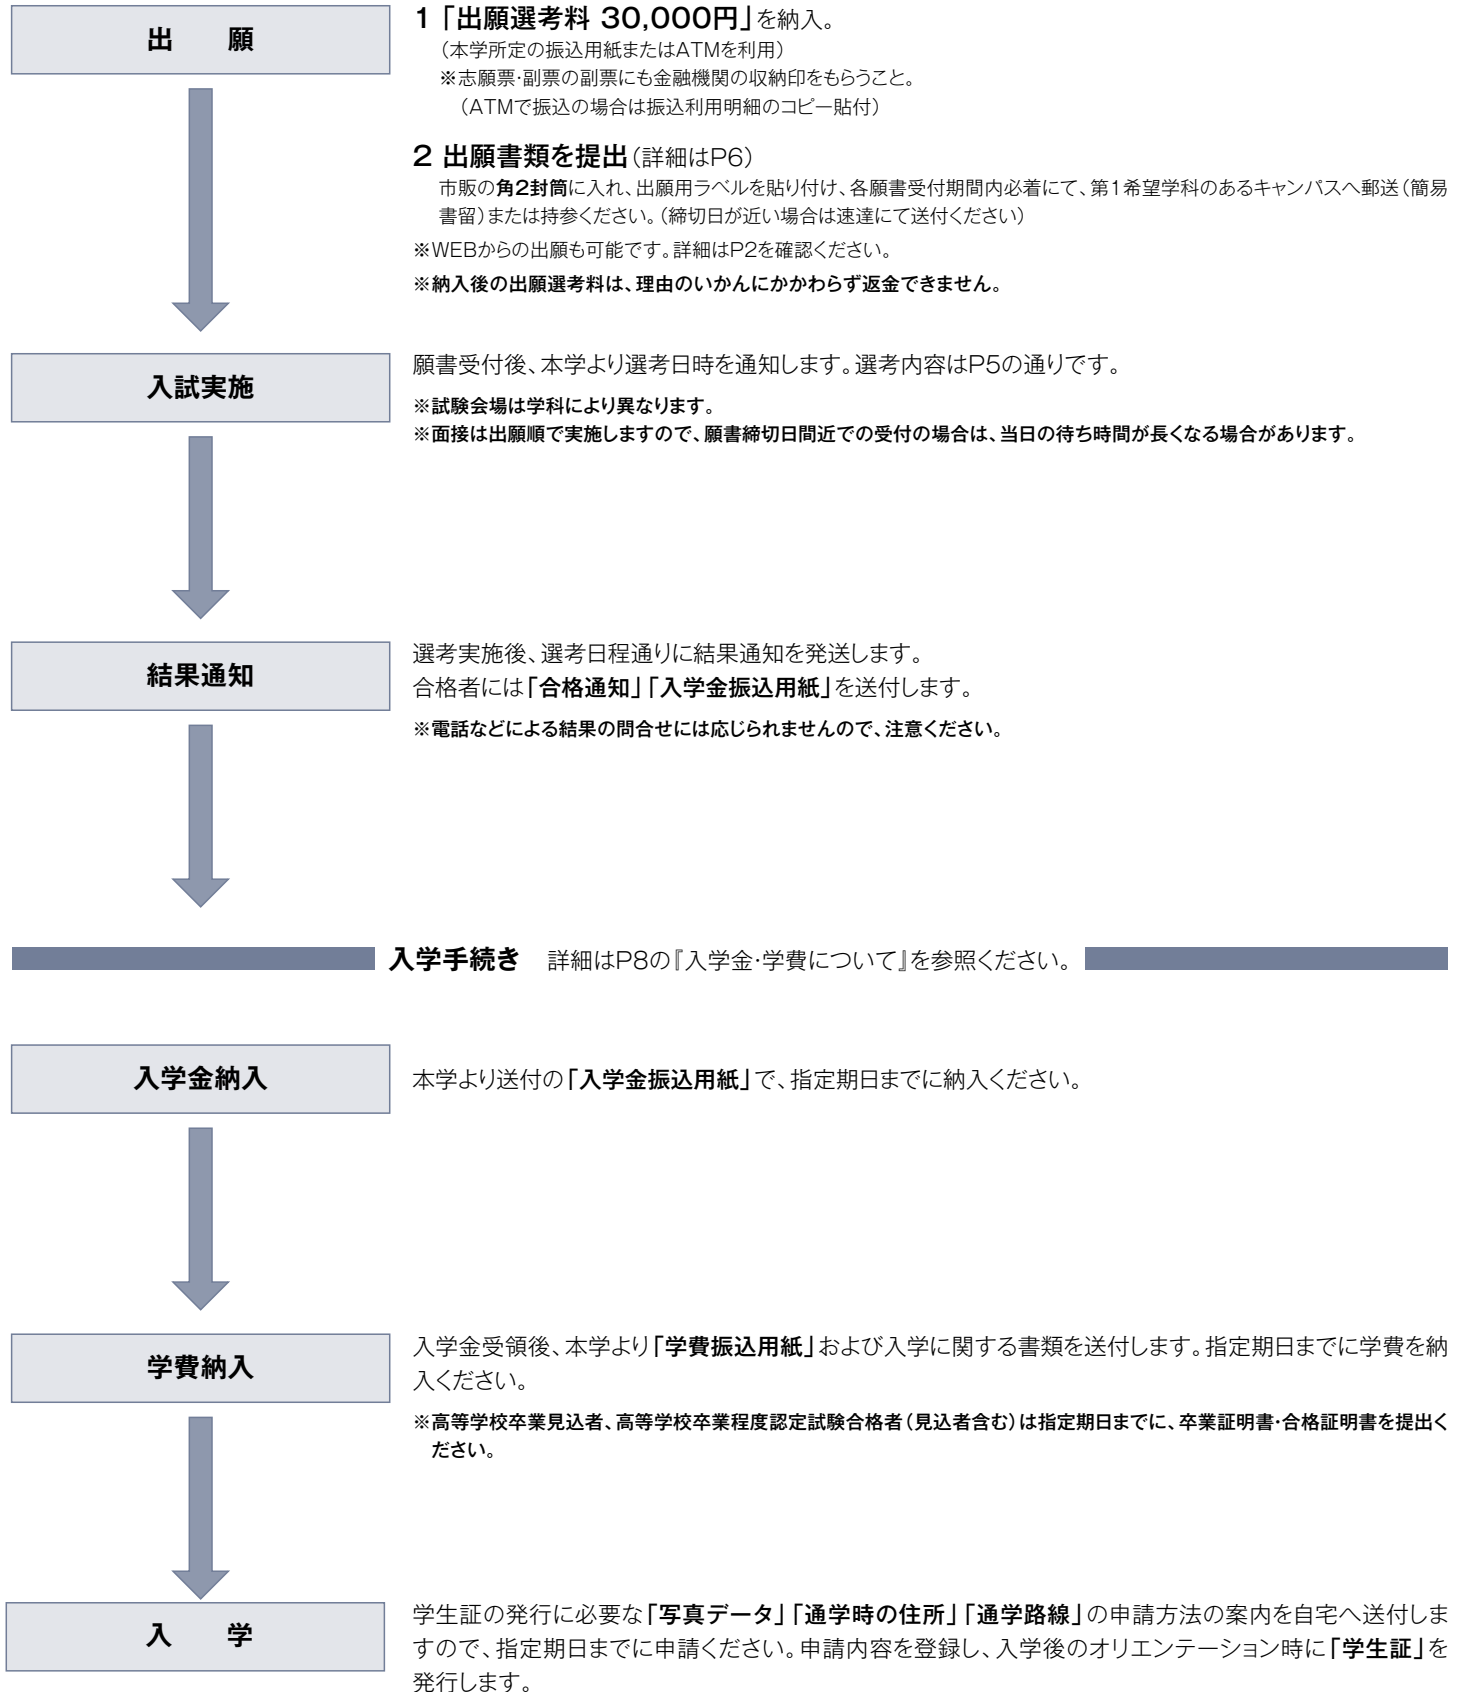 出　願
1「出願選考料 30,000円」を納入。
（本学所定の振込用紙またはATMを利用）
※志願票・副票の副票にも金融機関の収納印をもらうこと。
（ATMで振込の場合は振込利用明細のコピー貼付）
2 出願書類を提出（詳細はP6）
市販の角2封筒に入れ、出願用ラベルを貼り付け、各願書受付期間内必着にて、第1希望学科のあるキャンパスへ郵送（簡易
書留）または持参ください。（締切日が近い場合は速達にて送付ください）
※WEBからの出願も可能です。詳細はP2を確認ください。
※納入後の出願選考料は、理由のいかんにかかわらず返金できません。
入試実施
願書受付後、本学より選考日時を通知します。選考内容はP5の通りです。
※試験会場は学科により異なります。
※面接は出願順で実施しますので、願書締切日間近での受付の場合は、当日の待ち時間が長くなる場合があります。
結果通知
選考実施後、選考日程通りに結果通知を発送します。
合格者には「合格通知」「入学金振込用紙」を送付します。
※電話などによる結果の問合せには応じられませんので、注意ください。
入学手続き　詳細はP8の『入学金・学費について』を参照ください。
入学金納入
本学より送付の「入学金振込用紙」で、指定期日までに納入ください。
学費納入
入学金受領後、本学より「学費振込用紙」および入学に関する書類を送付します。指定期日までに学費を納
入ください。
※高等学校卒業見込者、高等学校卒業程度認定試験合格者（見込者含む）は指定期日までに、卒業証明書・合格証明書を提出く
ださい。
入　学
学生証の発行に必要な「写真データ」「通学時の住所」「通学路線」の申請方法の案内を自宅へ送付しま
すので、指定期日までに申請ください。申請内容を登録し、入学後のオリエンテーション時に「学生証」を
発行します。